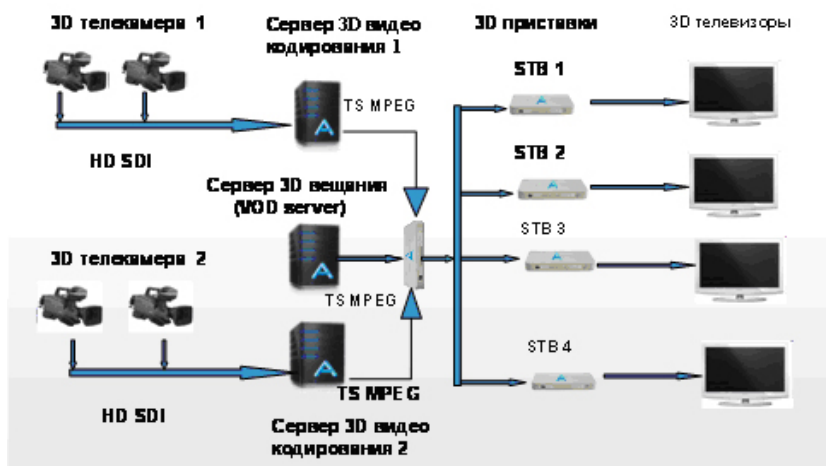 3D телекамера 1
Сервер 3D видео
кодирования 1
3D приставки
3D телевизоры
STB 1
TS MPEG
HD SDI
STB 2
Сервер 3D вещания
(VOD server)
STB 3
3D телекамера 2
TS MPEG
STB 4
TS MPEG
HD SDI
Сервер 3D видео
кодирования 2